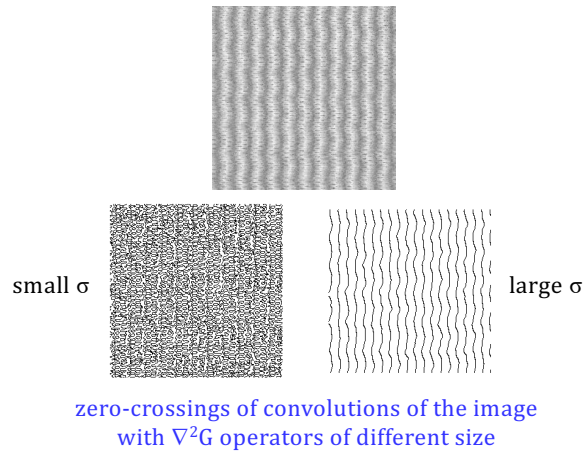 small σ
large σ
zero-crossings of convolutions of the image
with ∇²G operators of different size